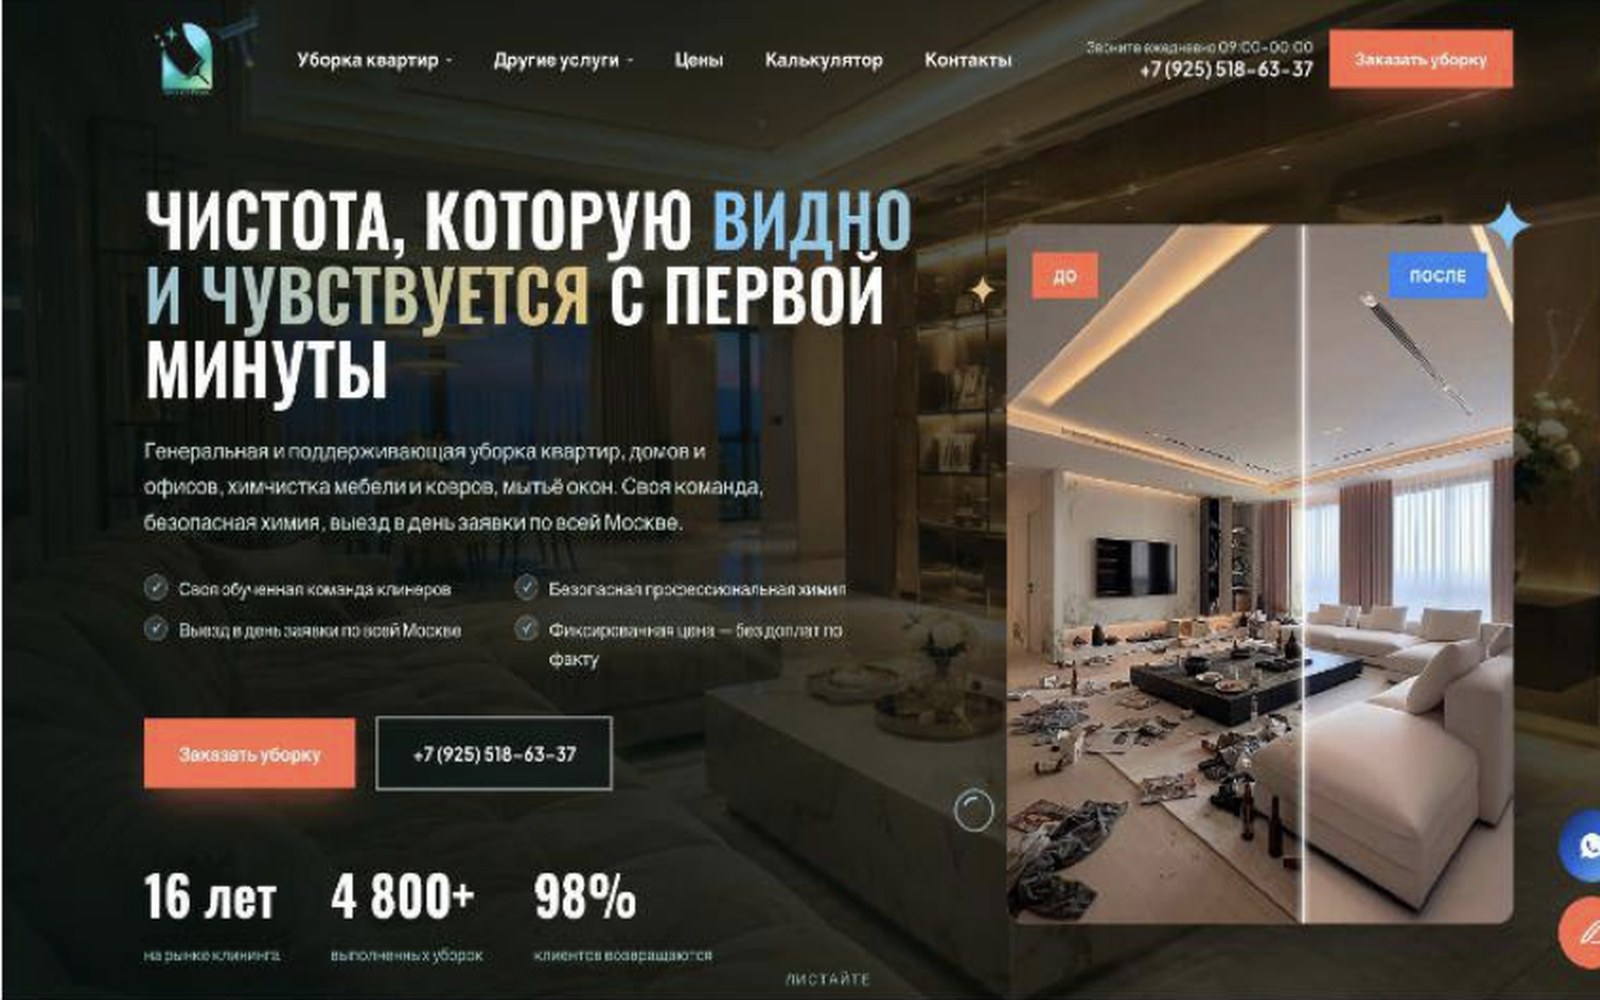 Уборка квартир
Другие услуги
Цены
Калькулятор
Контакты
Звоните ежедневно 09:00-00:00
+7 (925) 518-63-37
Заказать уборку
ЧИСТОТА, КОТОРУЮ ВИДНО
И ЧУВСТВУЕТСЯ С ПЕРВОЙ
МИНУТЫ
Генеральная и поддерживающая уборка квартир, домов и
офисов, химчистка мебели и ковров, мытьё окон. Своя команда,
безопасная химия, выезд в день заявки по всей Москве.
Своя обученная команда клинеров
Безопасная профессиональная химия
Выезд в день заявки по всей Москве
Фиксированная цена — без доплат по
факту
Заказать уборку
+7 (925) 518-63-37
16 лет
на рынке клининга
4 800+
выполненных уборок
98%
клиентов возвращаются
ДО
ПОСЛЕ
ЛИСТАЙТЕ